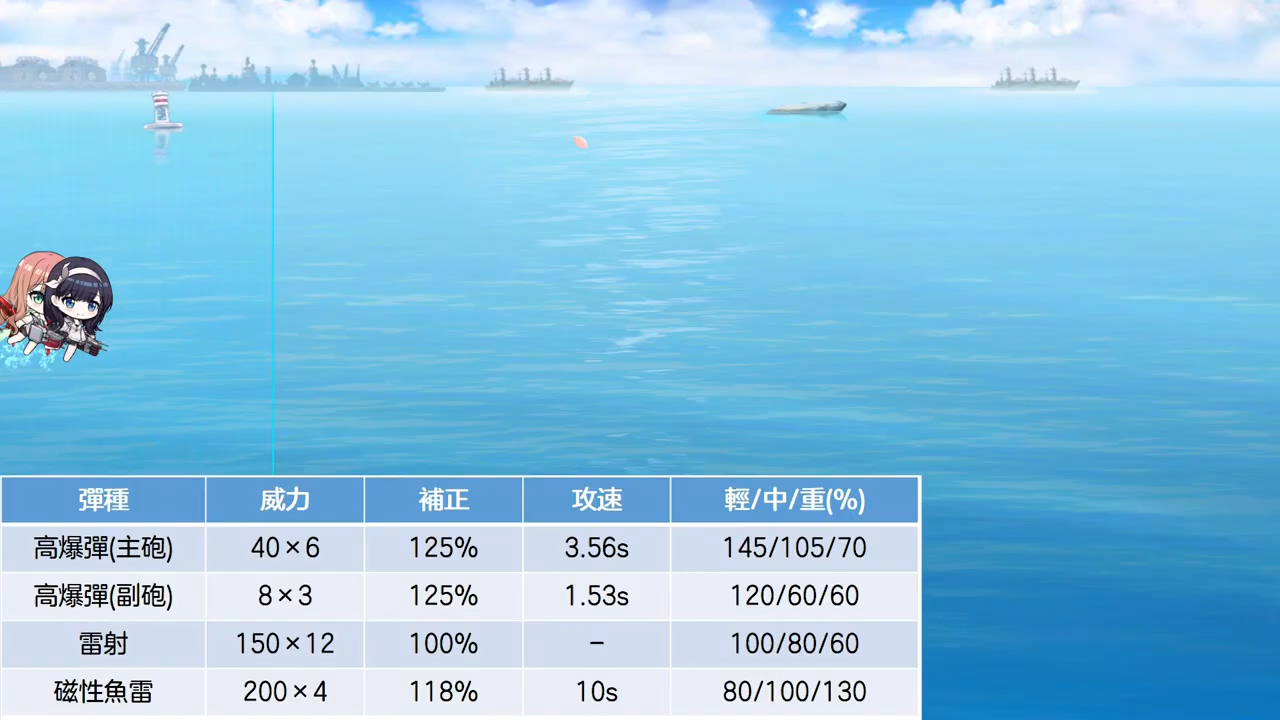 彈種 威力 補正 攻速 輕/中/重(%)
高爆彈(主砲) 40×6 125% 3.56s 145/105/70
高爆彈(副砲) 8×3 125% 1.53s 120/60/60
雷射 150×12 100% – 100/80/60
磁性魚雷 200×4 118% 10s 80/100/130